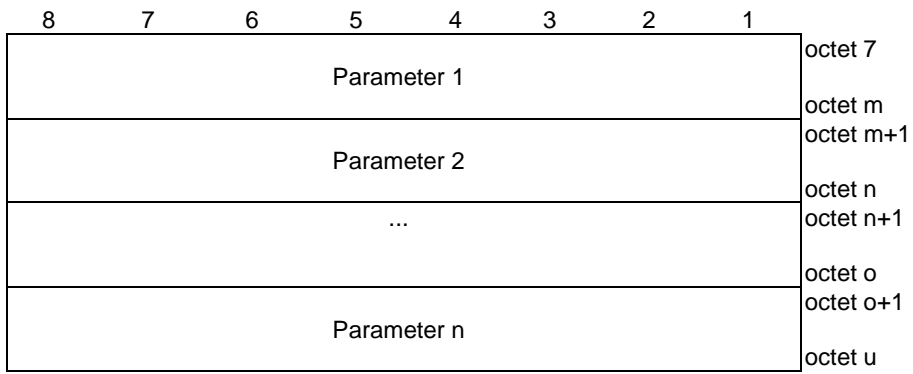 8 7 6 5 4 3 2 1
octet 7
Parameter 1
octet m
octet m+1
Parameter 2
octet n
... octet n+1
octet o
octet o+1
Parameter n
octet u